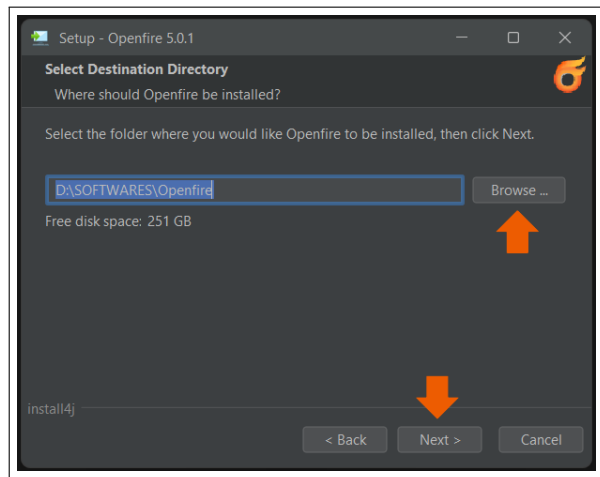 Setup - Openfire 5.0.1
Select Destination Directory
Where should Openfire be installed?
Select the folder where you would like Openfire to be installed, then click Next.
D:\SOFTWARES\Openfire
Browse ...
Free disk space: 251 GB
install4j
< Back Next > Cancel